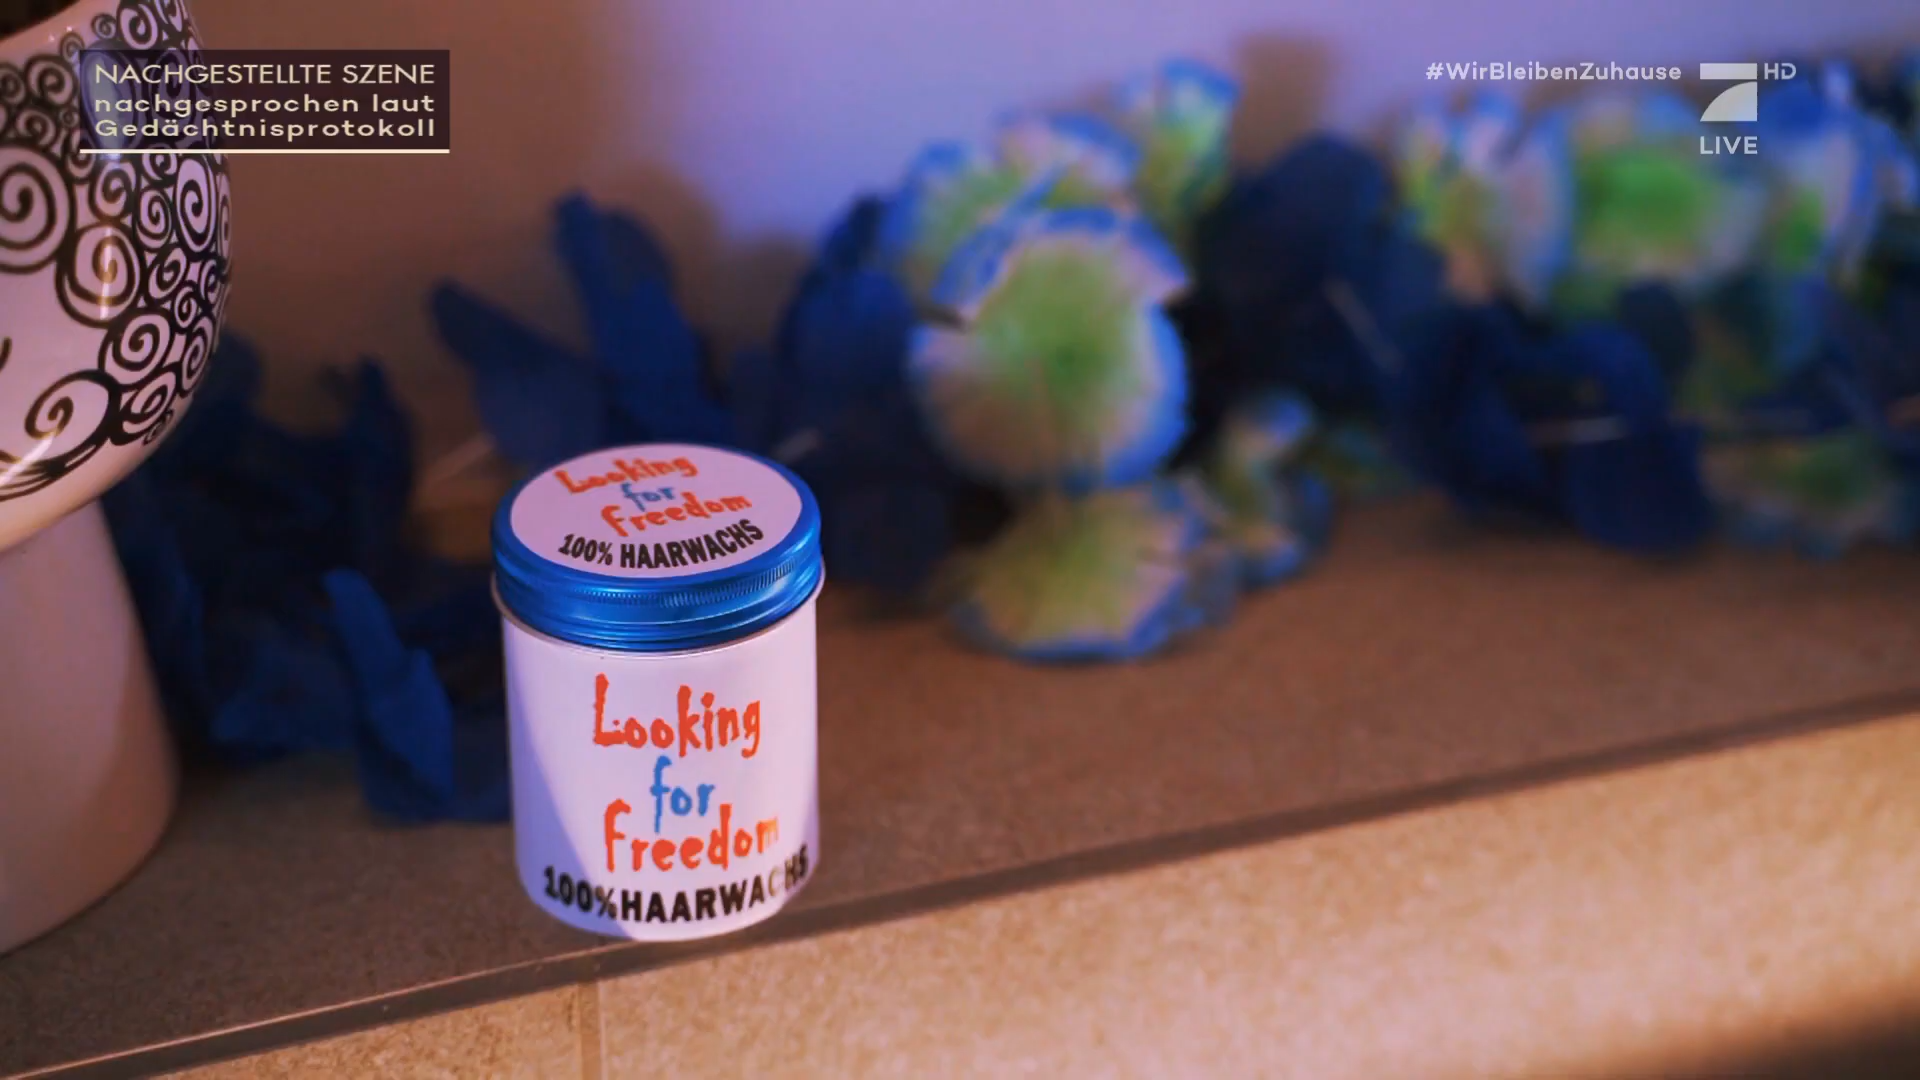 NACHGESTELLTE SZENE
nachgesprochen laut
Gedächtnisprotokoll
#WirBleibenZuhause
HD
LIVE
Looking
for
Freedom
100% HAARWACHS
Looking
for
Freedom
100% HAARWACHS